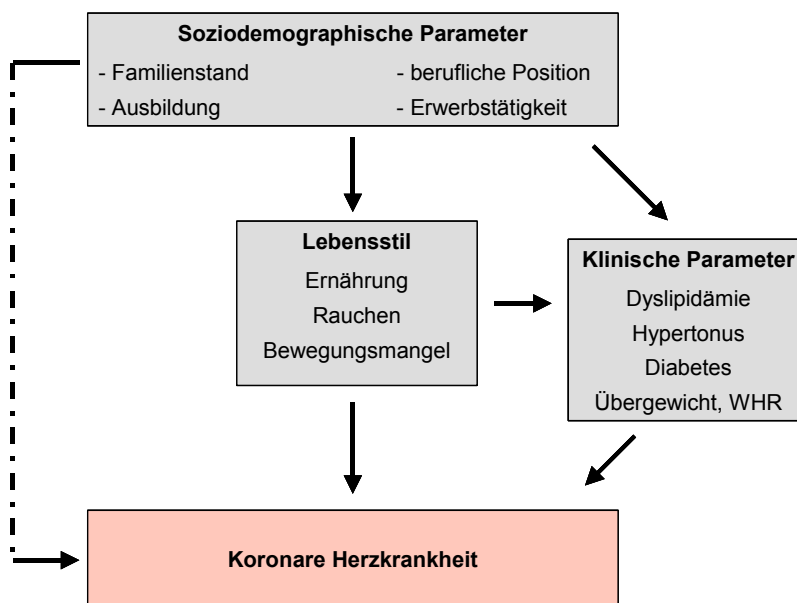 Soziodemographische Parameter
- Familienstand - berufliche Position
- Ausbildung - Erwerbstätigkeit
Lebensstil
Ernährung
Rauchen
Bewegungsmangel
Klinische Parameter
Dyslipidämie
Hypertonus
Diabetes
Übergewicht, WHR
Koronare Herzkrankheit